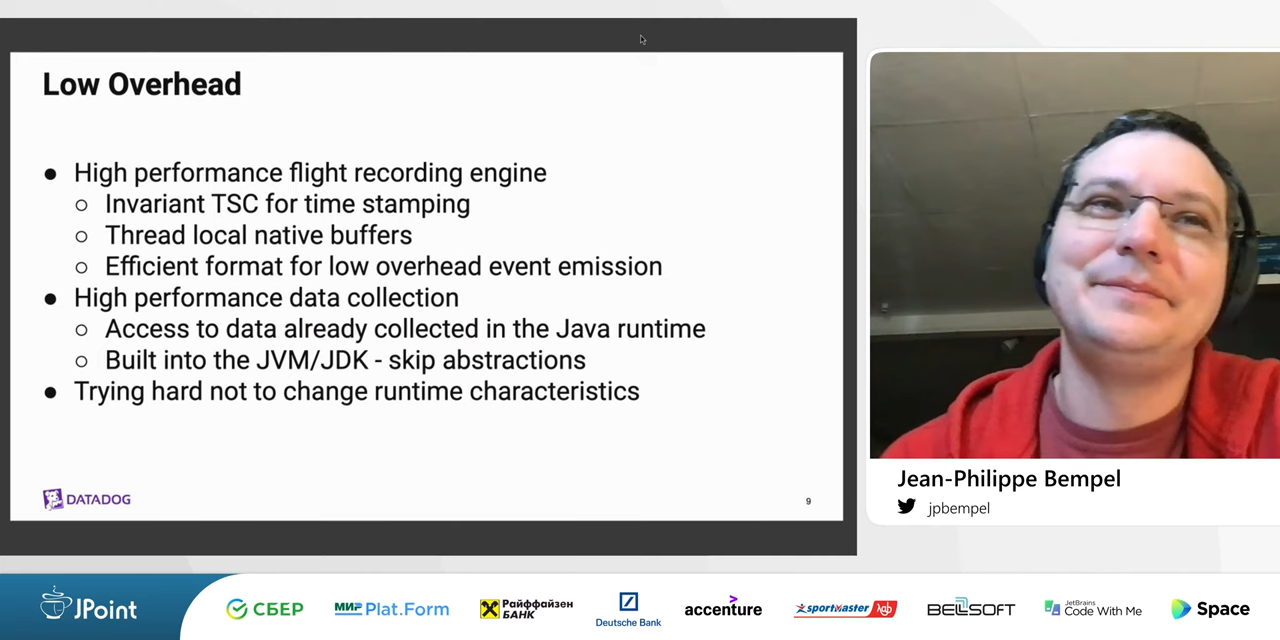 Low Overhead
● High performance flight recording engine
○ Invariant TSC for time stamping
○ Thread local native buffers
○ Efficient format for low overhead event emission
● High performance data collection
○ Access to data already collected in the Java runtime
○ Built into the JVM/JDK - skip abstractions
● Trying hard not to change runtime characteristics
DATADOG
9
Jean-Philippe Bempel
jpbempel
JPoint
СБЕР
МИР Plat.Form
Райффайзен
БАНК
Deutsche Bank
accenture
sportmaster lab
BELLSOFT
JetBrains
Code With Me
Space